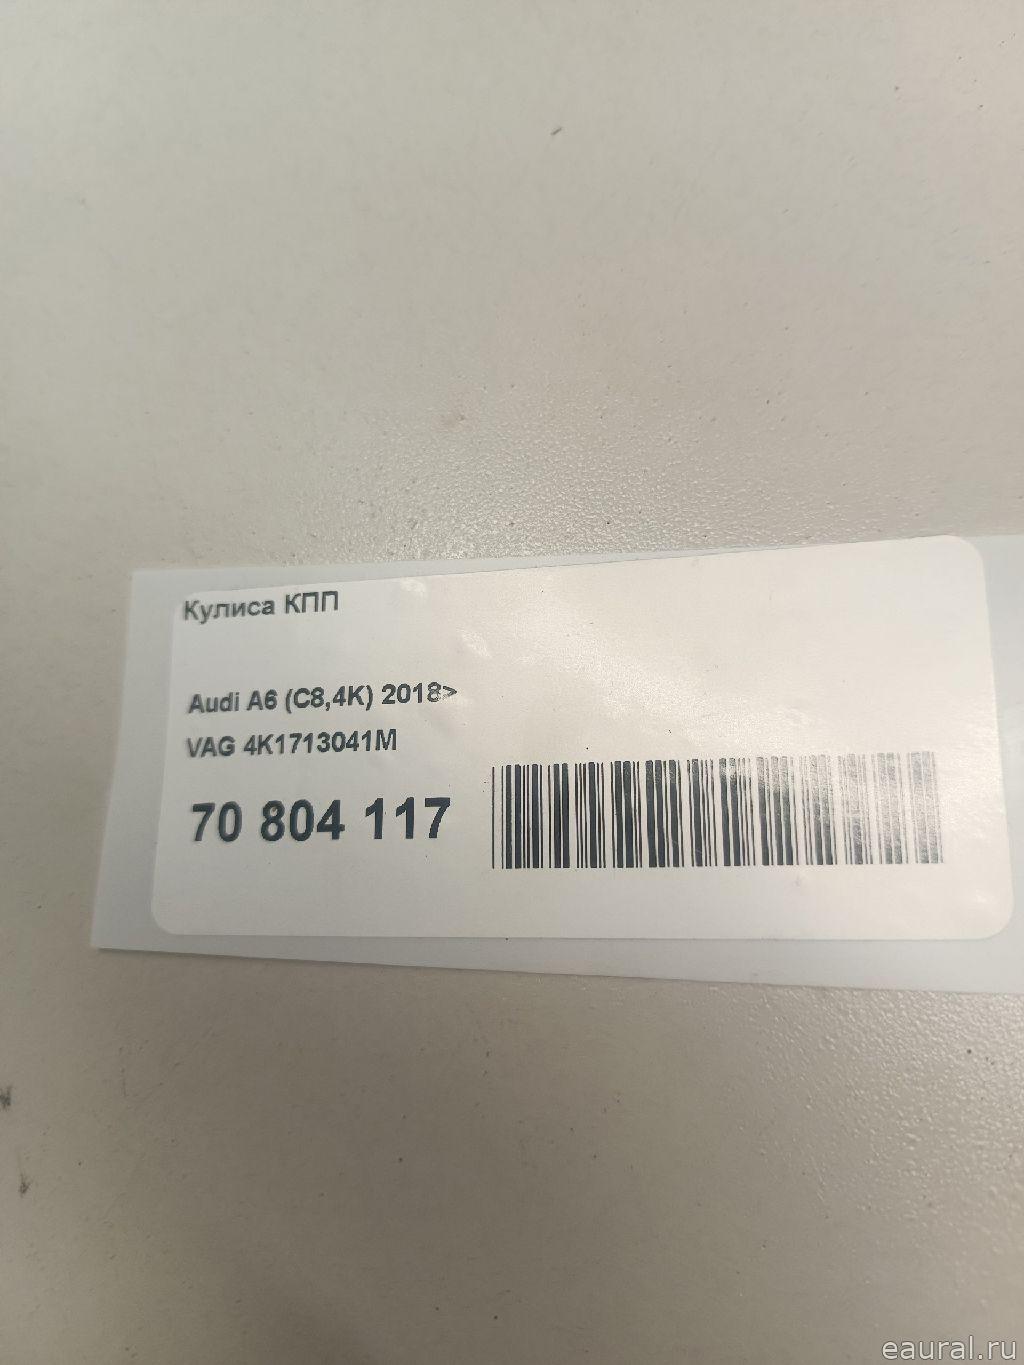 Кулиса КПП
Audi A6 (C8,4K) 2018>
VAG 4K1713041M
70 804 117
eaural.ru